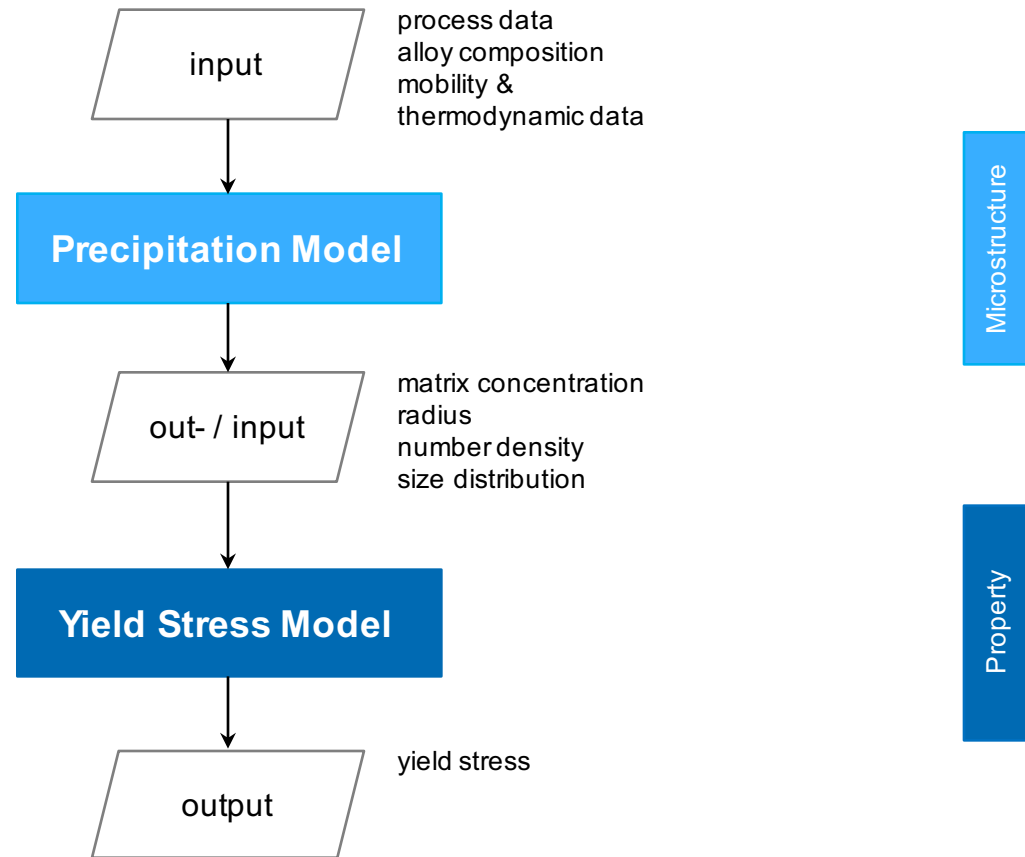 input
process data
alloy composition
mobility &
thermodynamic data
Microstructure
Precipitation Model
out- / input
matrix concentration
radius
number density
size distribution
Property
Yield Stress Model
output
yield stress